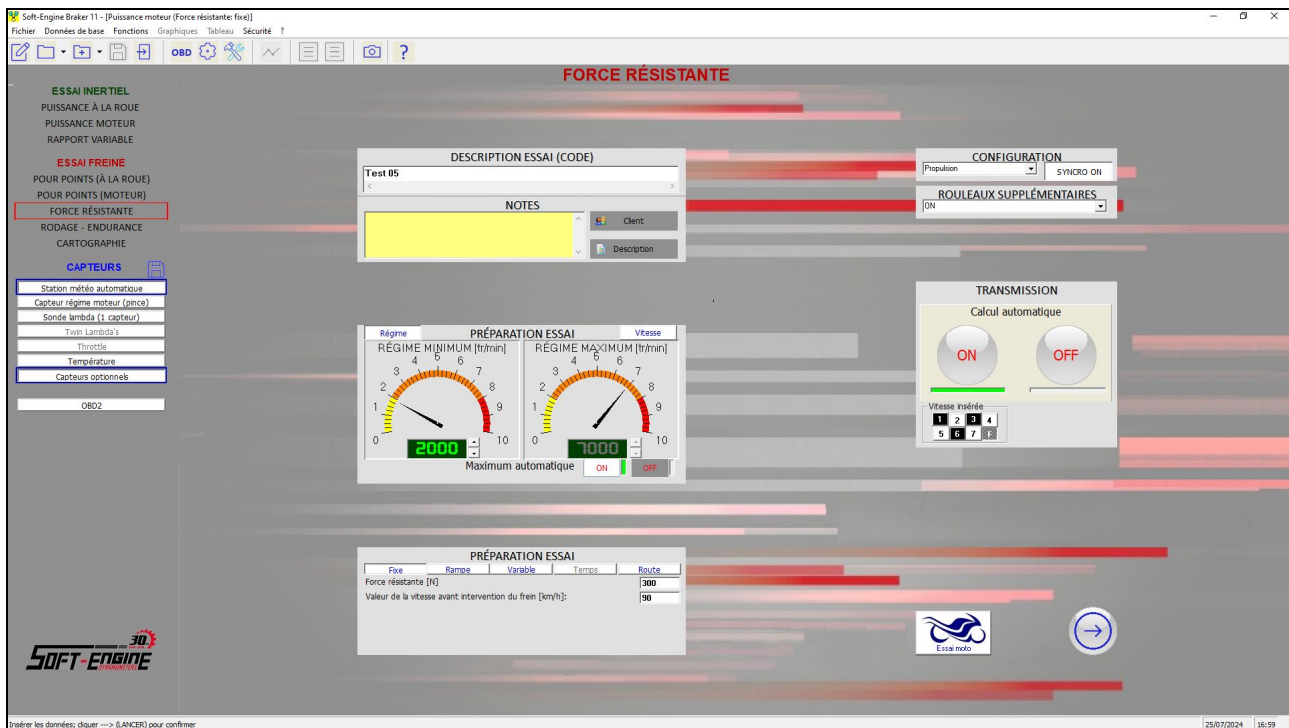 Soft-Engine Braker 11 - [Puissance moteur (Force résistante: fixe)]
Fichier Données de base Fonctions Graphiques Tableau Sécurité ?
OBD ?
FORCE RÉSISTANTE
ESSAI INERTIEL
PUISSANCE À LA ROUE
PUISSANCE MOTEUR
RAPPORT VARIABLE
ESSAI FREINÉ
POUR POINTS (À LA ROUE)
POUR POINTS (MOTEUR)
FORCE RÉSISTANTE
RODAGE - ENDURANCE
CARTOGRAPHIE
CAPTEURS
Station météo automatique
Capteur régime moteur (pince)
Sonde lambda (1 capteur)
Twin Lambda's
Throttle
Température
Capteurs optionnels
OBD2
30.
SOFT-ENGINE
DYNAMOMETERS
DESCRIPTION ESSAI (CODE)
Test 05
NOTES
Client
Description
Régime PRÉPARATION ESSAI Vitesse
RÉGIME MINIMUM [tr/min] RÉGIME MAXIMUM [tr/min]
0 1 2 3 4 5 6 7 8 9 10
0 1 2 3 4 5 6 7 8 9 10
2000 7000
Maximum automatique ON OFF
PRÉPARATION ESSAI
Fixe Rampe Variable Temps Route
Force résistante [N] 300
Valeur de la vitesse avant intervention du frein [km/h]: 90
CONFIGURATION
Propulsion SYNCRO ON
ROULEAUX SUPPLÉMENTAIRES
ON
TRANSMISSION
Calcul automatique
ON OFF
Vitesse insérée
1 2 3 4
5 6 7 F
Essai moto
Insérer les données; cliquer ---> (LANCER) pour confirmer
25/07/2024 16:59